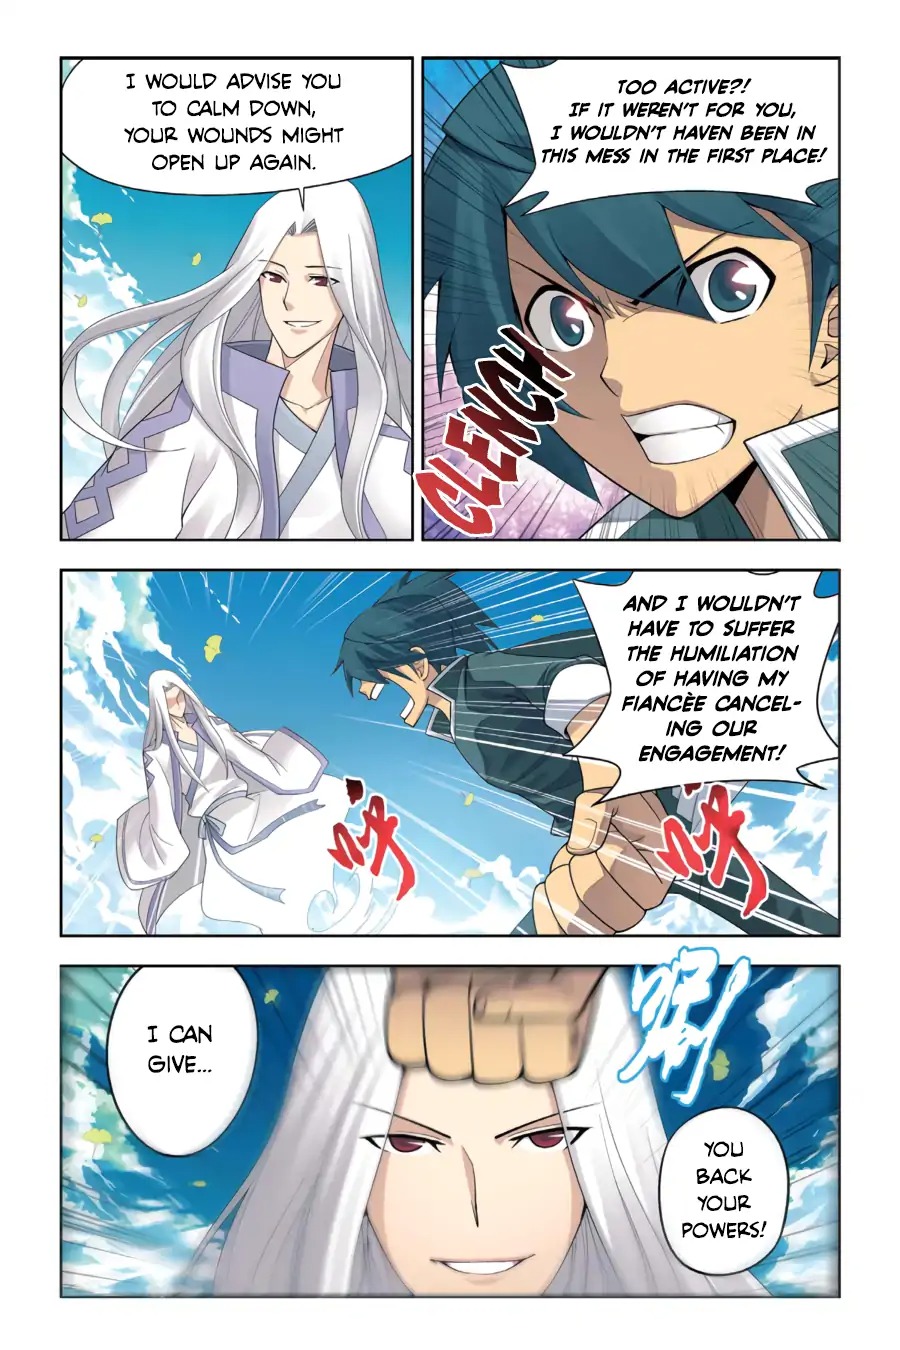 I WOULD ADVISE YOU
TO CALM DOWN,
YOUR WOUNDS MIGHT
OPEN UP AGAIN.
TOO ACTIVE?!
IF IT WEREN'T FOR YOU,
I WOULDN'T HAVEN BEEN IN
THIS MESS IN THE FIRST PLACE!
CLENCH
AND I WOULDN'T
HAVE TO SUFFER
THE HUMILIATION
OF HAVING MY
FIANCÈE CANCEL-
ING OUR
ENGAGEMENT!
呼
呼
I CAN
GIVE...
唰
YOU
BACK
YOUR
POWERS!